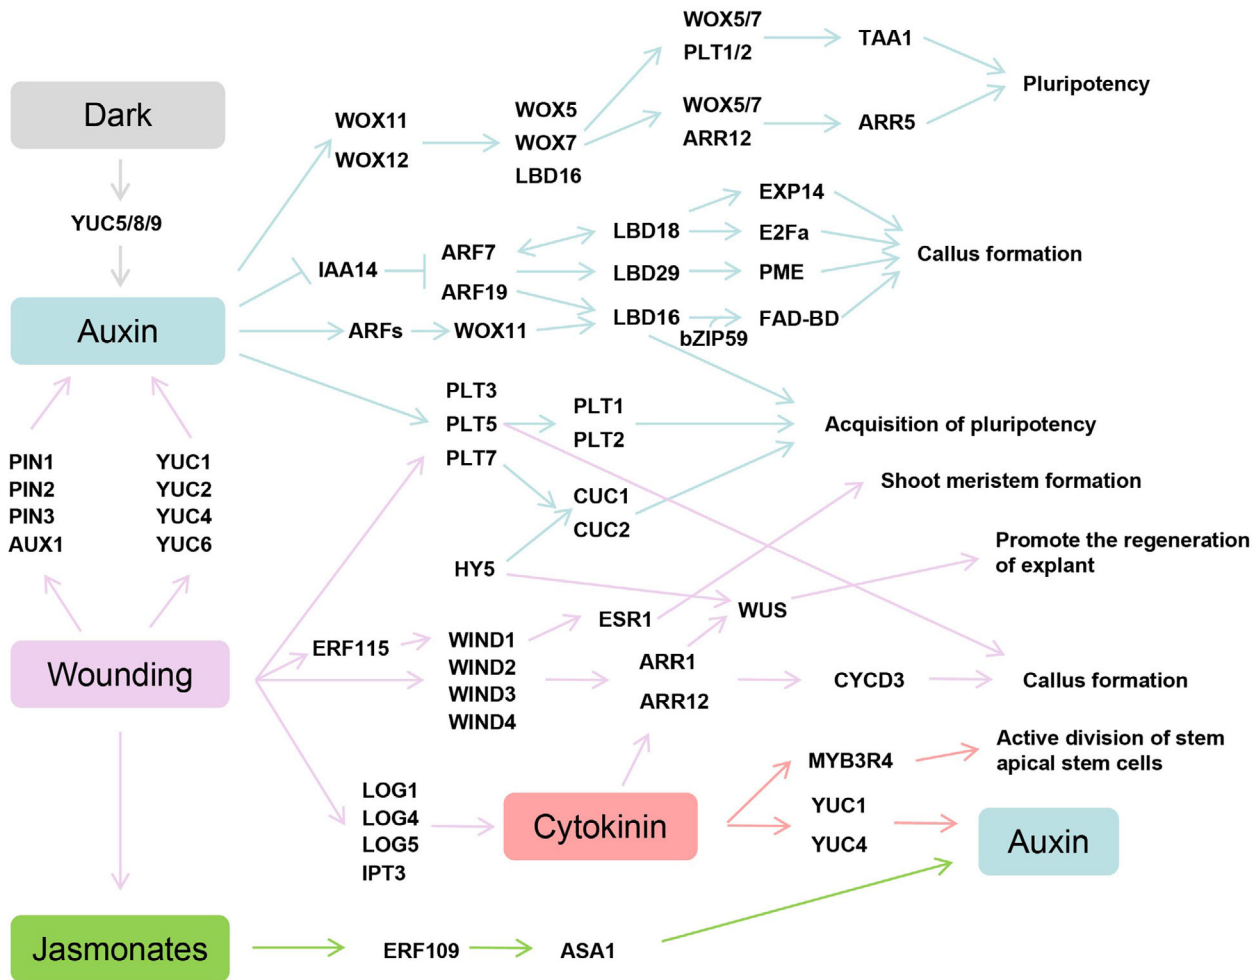 Dark
YUC5/8/9
Auxin
PIN1
PIN2
PIN3
AUX1
YUC1
YUC2
YUC4
YUC6
Wounding
Jasmonates
WOX11
WOX12
WOX5
WOX7
LBD16
WOX5/7
PLT1/2
TAA1
WOX5/7
ARR12
ARR5
Pluripotency
IAA14
ARF7
ARF19
LBD18
LBD29
LBD16
EXP14
E2Fa
PME
FAD-BD
bZIP59
Callus formation
ARFs
WOX11
PLT3
PLT5
PLT7
PLT1
PLT2
Acquisition of pluripotency
CUC1
CUC2
HY5
Shoot meristem formation
Promote the regeneration
of explant
WUS
ESR1
ERF115
WIND1
WIND2
WIND3
WIND4
ARR1
ARR12
CYCD3
Callus formation
LOG1
LOG4
LOG5
IPT3
Cytokinin
MYB3R4
Active division of stem
apical stem cells
YUC1
YUC4
Auxin
ERF109
ASA1